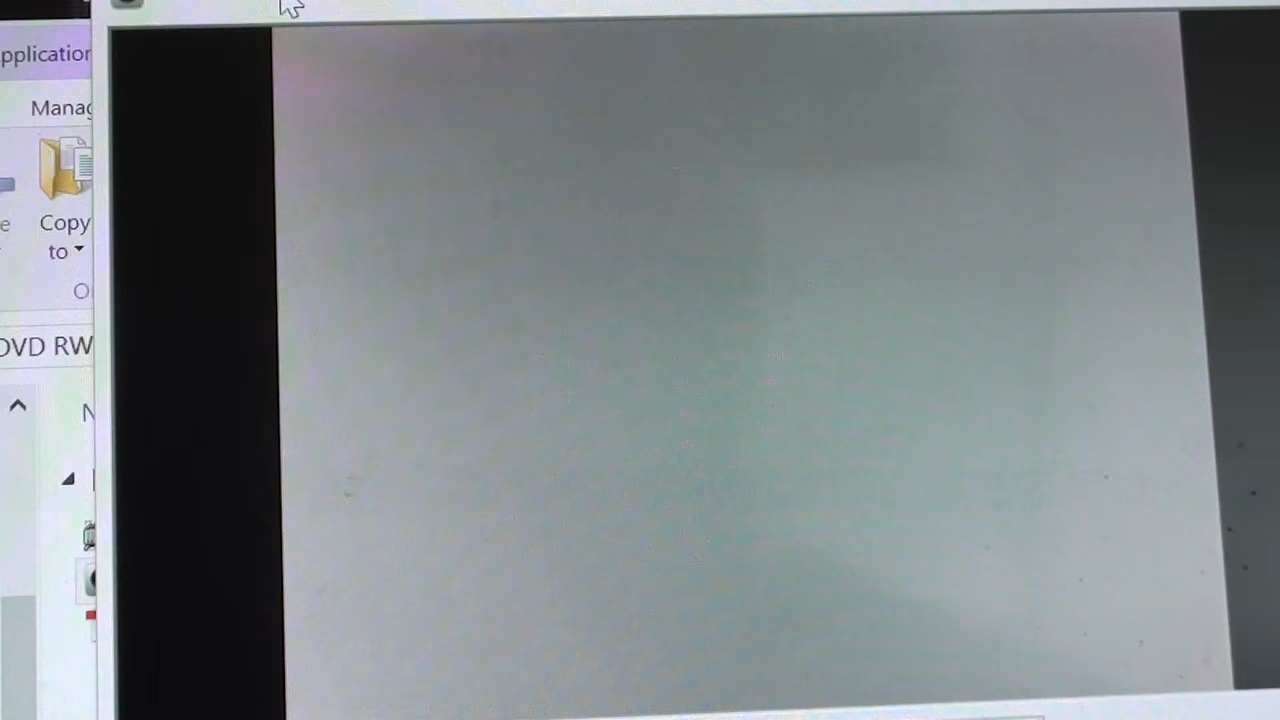 pplication
Manag
e
Copy
to
O
DVD RW
N